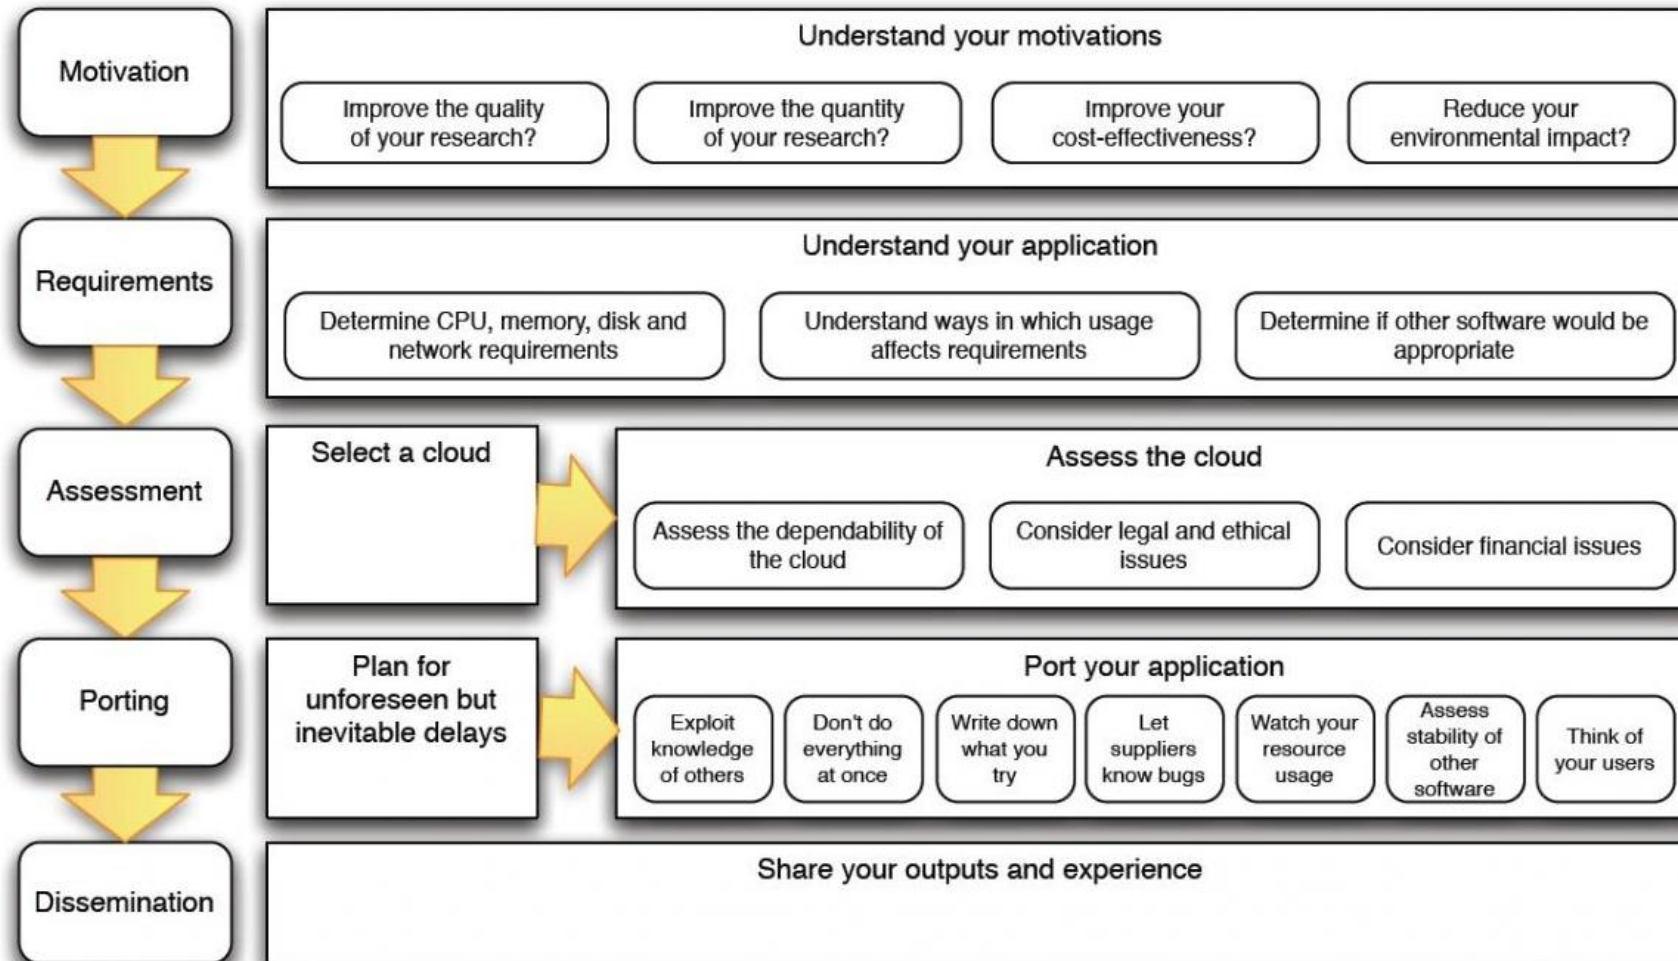 Motivation
Understand your motivations
Improve the quality
of your research?
Improve the quantity
of your research?
Improve your
cost-effectiveness?
Reduce your
environmental impact?
Requirements
Understand your application
Determine CPU, memory, disk and
network requirements
Understand ways in which usage
affects requirements
Determine if other software would be
appropriate
Assessment
Select a cloud
Assess the cloud
Assess the dependability of
the cloud
Consider legal and ethical
issues
Consider financial issues
Porting
Plan for
unforeseen but
inevitable delays
Port your application
Exploit
knowledge
of others
Don't do
everything
at once
Write down
what you
try
Let
suppliers
know bugs
Watch your
resource
usage
Assess
stability of
other
software
Think of
your users
Dissemination
Share your outputs and experience